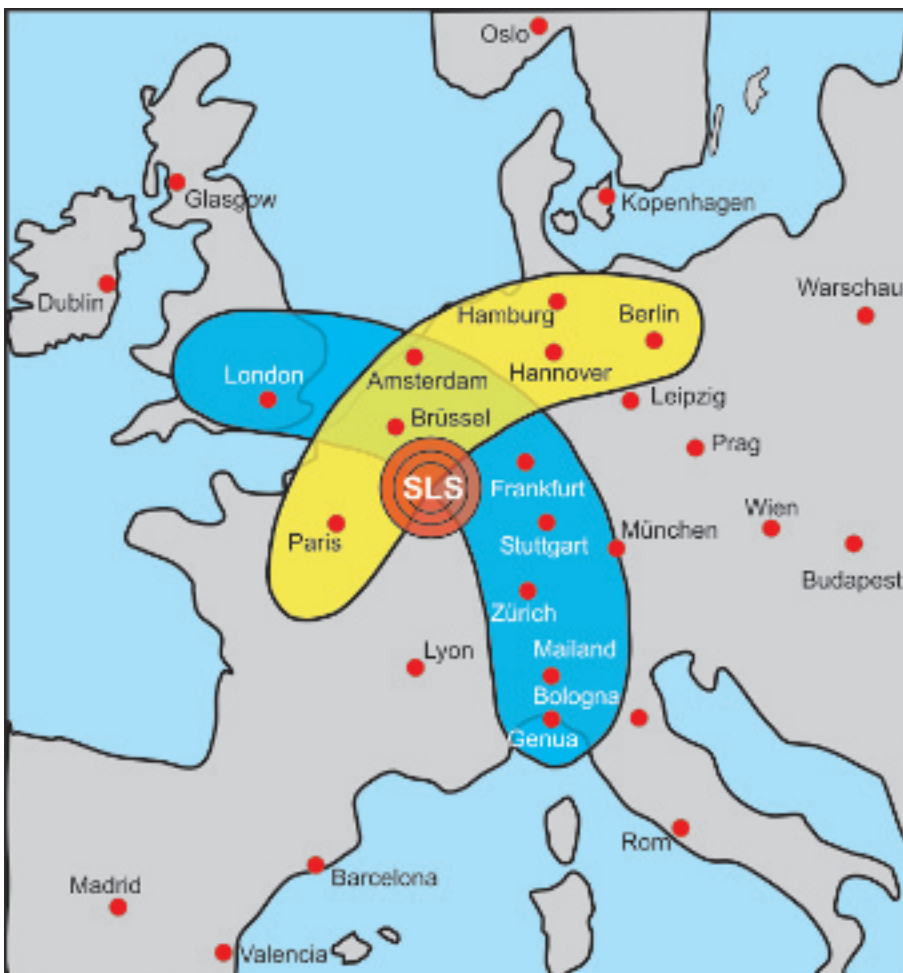 Oslo
Glasgow
Kopenhagen
Dublin
Warschau
Hamburg
Berlin
London
Amsterdam
Hannover
Leipzig
Brüssel
Prag
SLS
Frankfurt
Wien
Paris
Stuttgart
München
Budapest
Zürich
Lyon
Mailand
Bologna
Genua
Rom
Barcelona
Madrid
Valencia